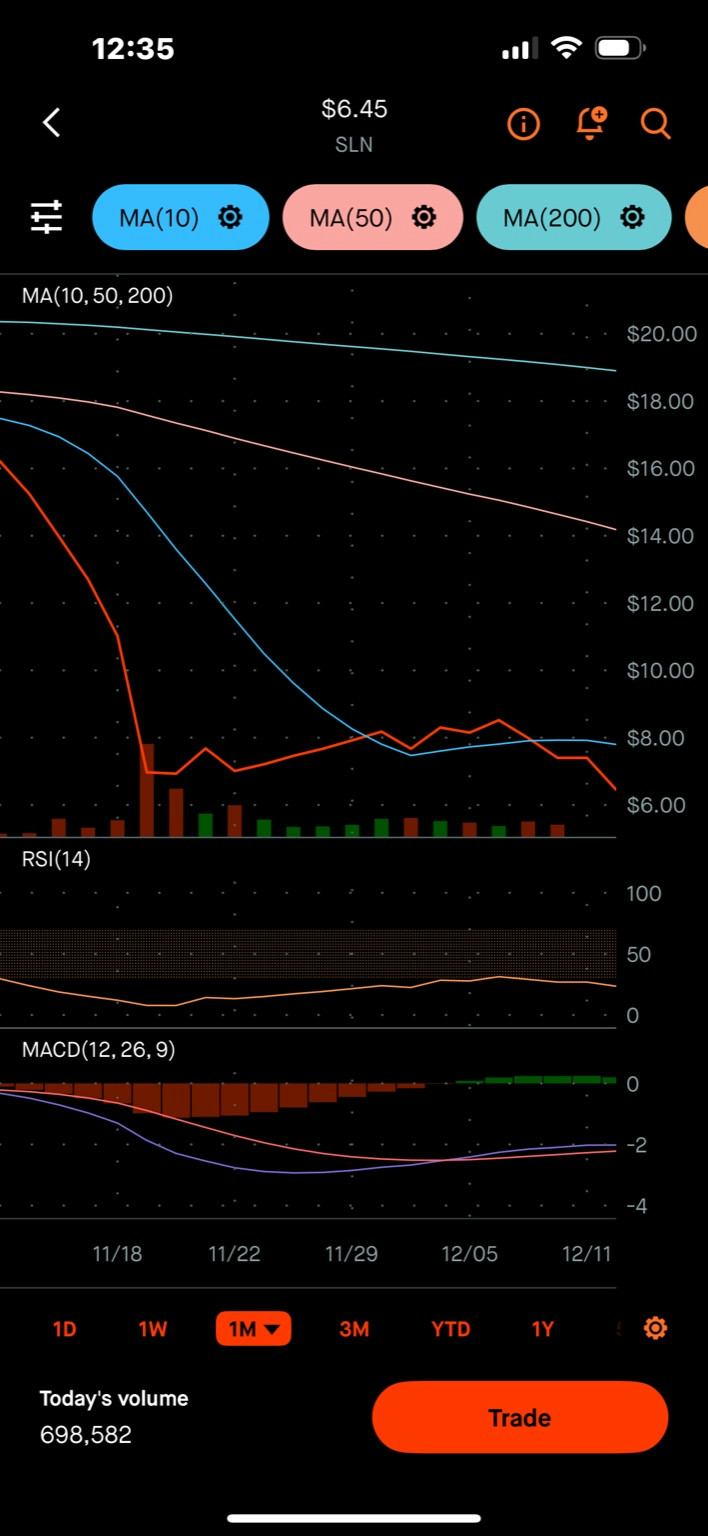 12:35
$6.45
SLN
MA(10) MA(50) MA(200)
MA(10,50,200)
$20.00
$18.00
$16.00
$14.00
$12.00
$10.00
$8.00
$6.00
RSI(14)
100
50
0
MACD(12,26,9)
0
-2
-4
11/18 11/22 11/29 12/05 12/11
1D 1W 1M 3M YTD 1Y
Today's volume
698,582
Trade